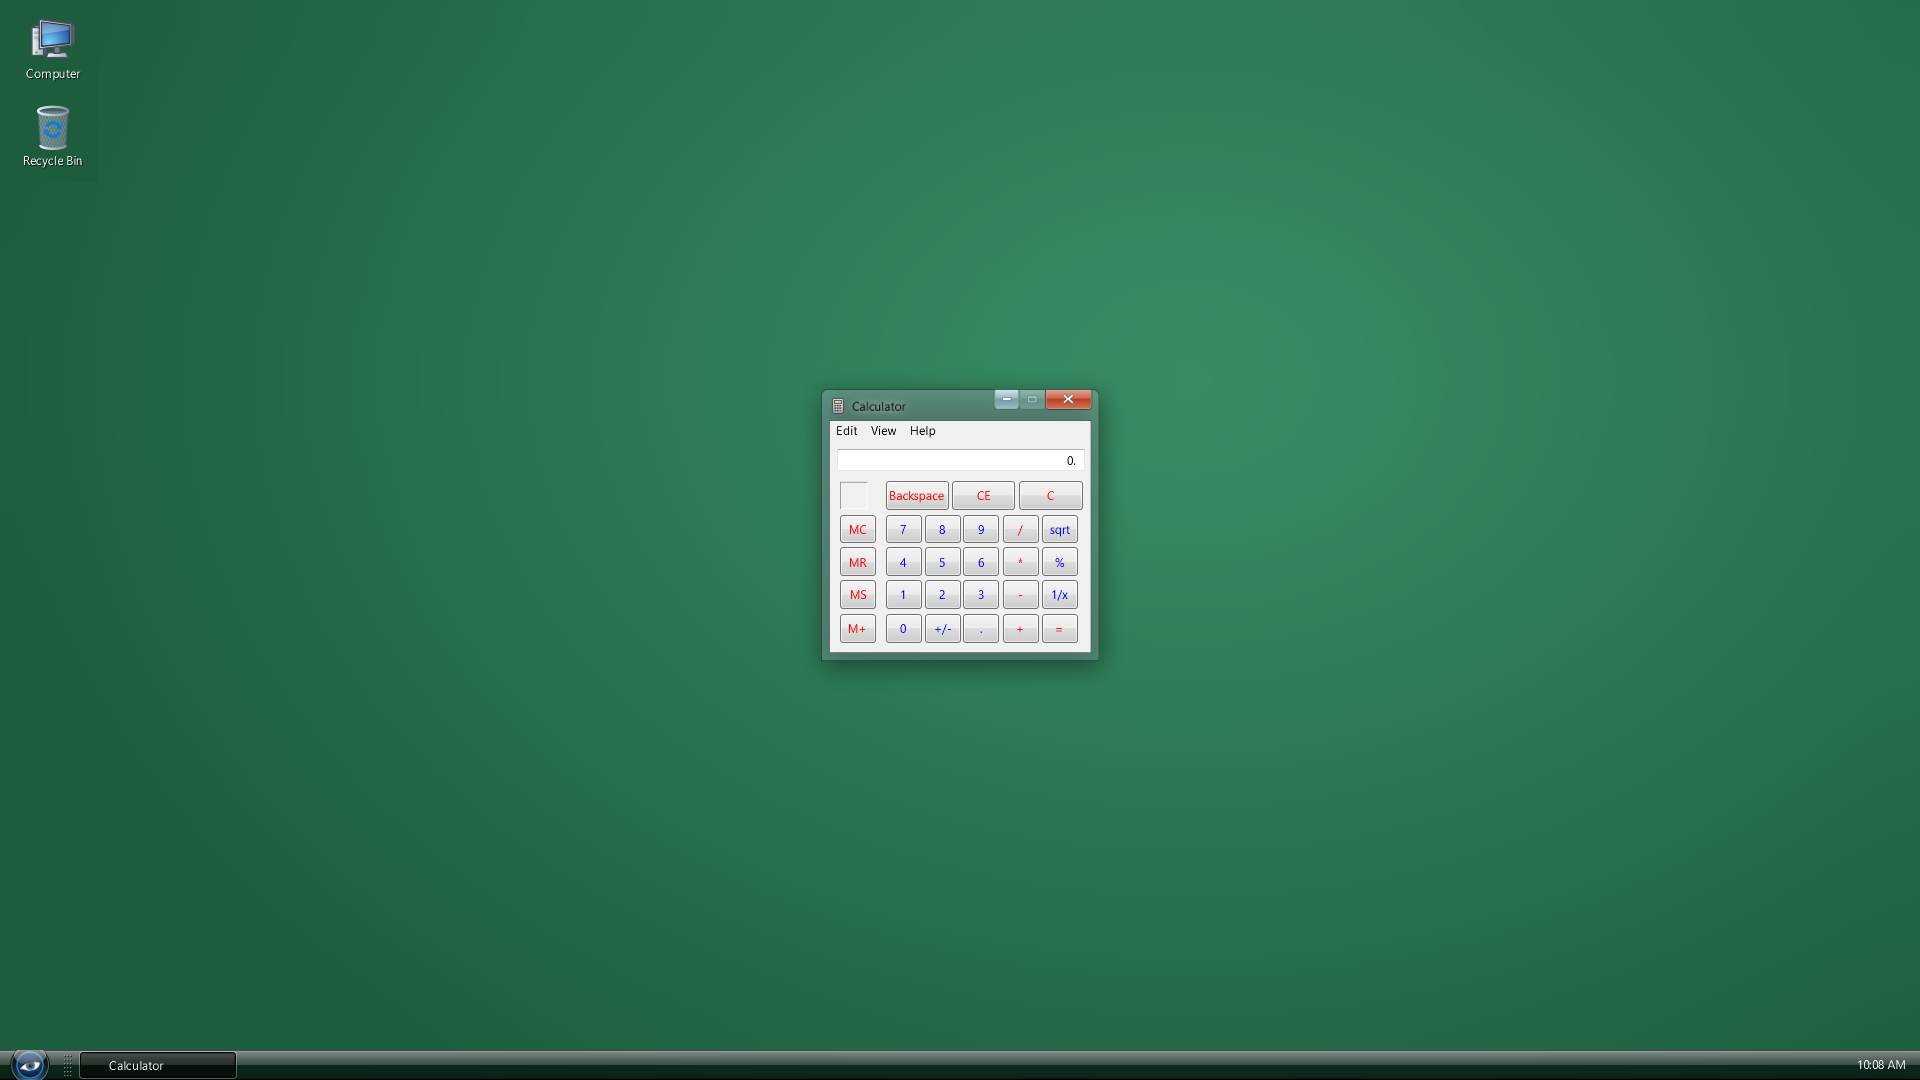 Computer
Recycle Bin
Calculator
Edit View Help
0.
Backspace CE C
MC 7 8 9 / sqrt
MR 4 5 6 * %
MS 1 2 3 - 1/x
M+ 0 +/- . + =
Calculator
10:08 AM